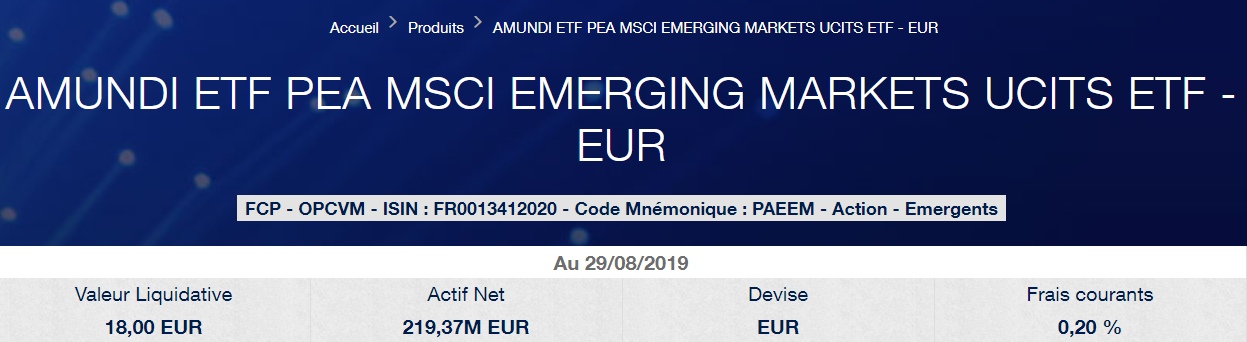 Accueil > Produits > AMUNDI ETF PEA MSCI EMERGING MARKETS UCITS ETF - EUR
AMUNDI ETF PEA MSCI EMERGING MARKETS UCITS ETF -
EUR
FCP - OPCVM - ISIN : FR0013412020 - Code Mnémonique : PAEEM - Action - Emergents
Au 29/08/2019
Valeur Liquidative Actif Net Devise Frais courants
18,00 EUR 219,37M EUR EUR 0,20 %